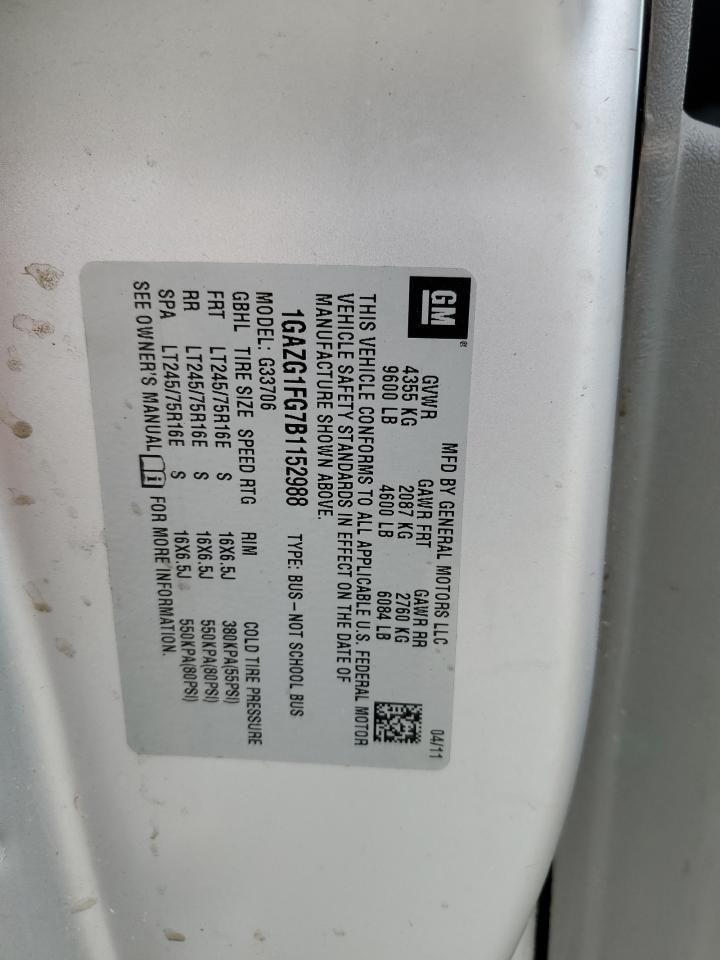 GM®
MFD BY GENERAL MOTORS LLC 04/11
GVWR GAWR FRT GAWR RR
4355 KG 2087 KG 2760 KG
9600 LB 4600 LB 6084 LB
THIS VEHICLE CONFORMS TO ALL APPLICABLE U.S. FEDERAL MOTOR
VEHICLE SAFETY STANDARDS IN EFFECT ON THE DATE OF
MANUFACTURE SHOWN ABOVE.
1GAZG1FG7B1152988 TYPE: BUS – NOT SCHOOL BUS
MODEL: G33706
GBHL TIRE SIZE SPEED RTG RIM COLD TIRE PRESSURE
FRT LT245/75R16E S 16X6.5J 380KPA(55PSI)
RR LT245/75R16E S 16X6.5J 550KPA(80PSI)
SPA LT245/75R16E S 16X6.5J 550KPA(80PSI)
SEE OWNER'S MANUAL FOR MORE INFORMATION.